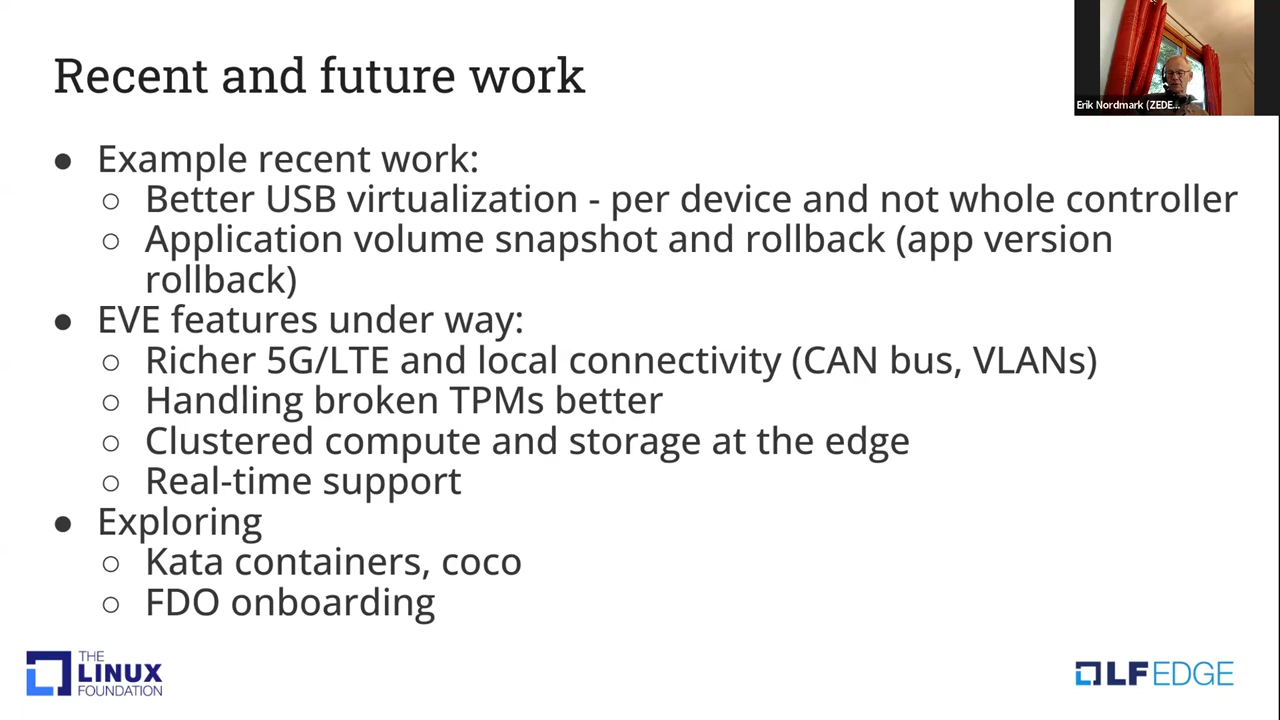 Recent and future work
Erik Nordmark (ZEDE...
● Example recent work:
○ Better USB virtualization - per device and not whole controller
○ Application volume snapshot and rollback (app version
rollback)
● EVE features under way:
○ Richer 5G/LTE and local connectivity (CAN bus, VLANs)
○ Handling broken TPMs better
○ Clustered compute and storage at the edge
○ Real-time support
● Exploring
○ Kata containers, coco
○ FDO onboarding
THE
LINUX
FOUNDATION
LFEDGE